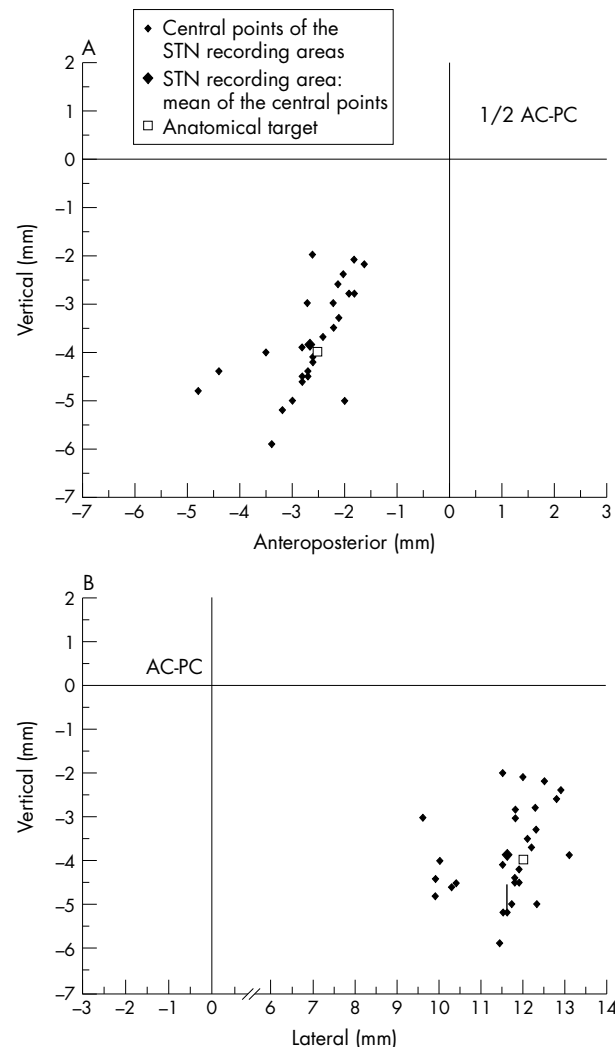 A
Central points of the
STN recording areas
STN recording area:
mean of the central points
Anatomical target
1/2 AC-PC
2
1
0
–1
–2
–3
–4
–5
–6
–7
Vertical (mm)
–7 –6 –5 –4 –3 –2 –1 0 1 2 3
Anteroposterior (mm)
B
AC-PC
2
1
0
–1
–2
–3
–4
–5
–6
–7
Vertical (mm)
–3 –2 –1 0 6 7 8 9 10 11 12 13 14
Lateral (mm)